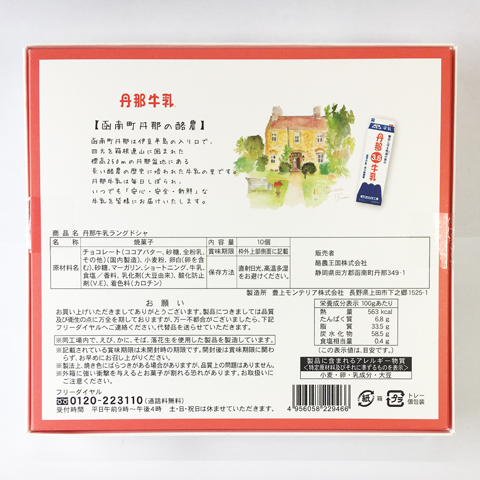 丹那牛乳
【函南町丹那の酪農】
函南町丹那は伊豆半島の入り口で、
四方を箱根連山に囲まれた
標高250mの丹那盆地にある
長い酪農の歴史に培われた牛乳の里です。
丹那牛乳は毎日しぼられ、
いつでも「安心・安全・新鮮」な
牛乳を皆様にお届けいたします。
丹那
3.6
牛乳
商品名 丹那牛乳ラングドシャ
名称 焼菓子 内容量 10個
原材料名 チョコレート(ココアバター、砂糖、全粉乳、
その他)(国内製造)、小麦粉、卵白(卵を含
む)、砂糖、マーガリン、ショートニング、牛乳、
食塩/香料、乳化剤(大豆由来)、酸化防止剤
(V.E)、着色料(カロチン)
賞味期限 枠外上部側面に記載
保存方法 直射日光、高温多湿
をお避けください
販売者
酪農王国株式会社
静岡県田方郡函南町丹那349-1
製造所 豊上モンテリア株式会社 長野県上田市下之郷1525-1
お願い
お買い上げいただきましてありがとうございます。製品につきましては品質
及び衛生の点に万全を期しておりますが、万一不都合がございましたら、
フリーダイヤルへご連絡ください。代替品を送らせていただきます。
※同工場内で、えび、かに、そば、落花生を使用した製品を製造しています。
※記載されている賞味期限は未開封時の期限です。開封後は賞味期限に関わ
らず、お早めにお召し上がりください。
※製法上、焼き色にばらつきがある場合がありますが、品質上の問題はありません。
※外箱に強い衝撃を与えるとお菓子が割れる恐れがあります。お取扱いに
ご注意ください。
フリーダイヤル
0120-223110(通話料無料)
受付時間 平日午前9時〜午後4時 土・日・祝日は休ませていただきます。
栄養成分表示 100gあたり
熱量 563 kcal
たんぱく質 6.8 g
脂質 33.5 g
炭水化物 58.5 g
食塩相当量 0.4 g
(この表示値は、目安です。)
製品に含まれるアレルギー物質
<特定原材料及びそれに準ずるものを表示>
小麦・卵・乳成分・大豆
4956058229466
紙 箱
プラ トレー
個包装